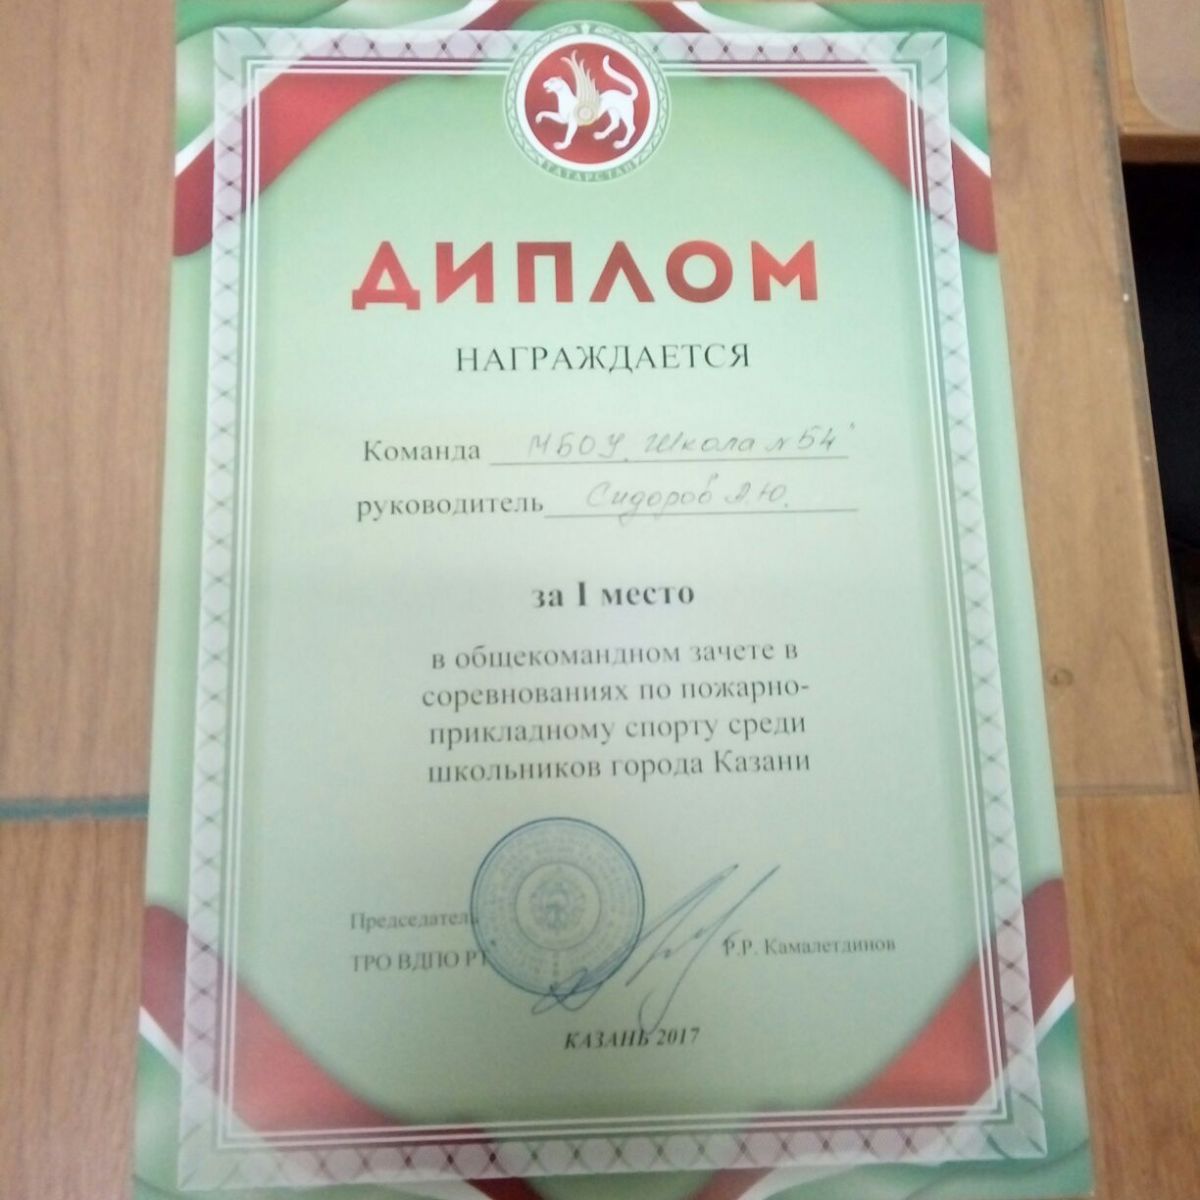 ТАТАРСТАН
ДИПЛОМ
НАГРАЖДАЕТСЯ
Команда МБОУ "Школа №54"
руководитель Сидоров А.Ю.
за I место
в общекомандном зачете в
соревнованиях по пожарно-
прикладному спорту среди
школьников города Казани
Председатель
ТРО ВДПО РТ
Р.Р. Камалетдинов
КАЗАНЬ 2017